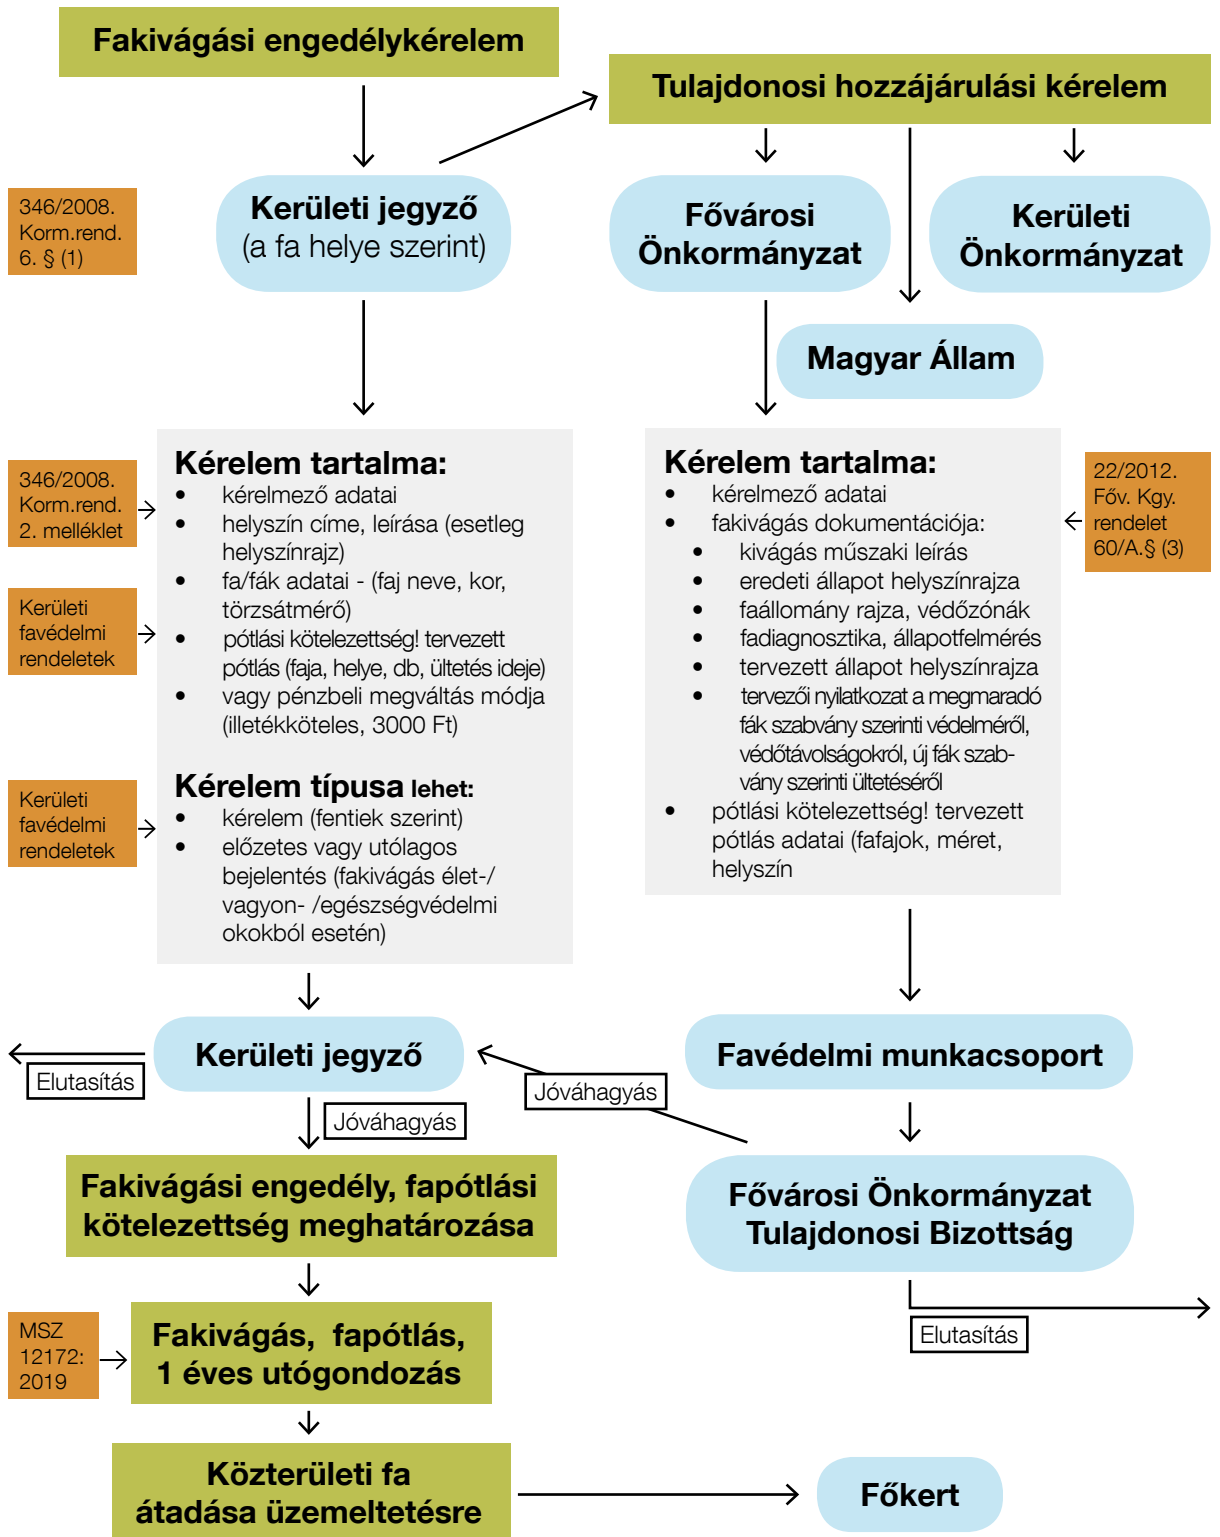 Fakivágási engedélykérelem
Tulajdonosi hozzájárulási kérelem
346/2008.
Korm.rend.
6. § (1)
Kerületi jegyző
(a fa helye szerint)
Fővárosi
Önkormányzat
Kerületi
Önkormányzat
Magyar Állam
346/2008.
Korm.rend.
2. melléklet
Kerületi
favédelmi
rendeletek
Kerületi
favédelmi
rendeletek
Kérelem tartalma:
• kérelmező adatai
• helyszín címe, leírása (esetleg
helyszínrajz)
• fa/fák adatai - (faj neve, kor,
törzsátmérő)
• pótlási kötelezettség! tervezett
pótlás (faja, helye, db, ültetés ideje)
• vagy pénzbeli megváltás módja
(illetékköteles, 3000 Ft)
Kérelem típusa lehet:
• kérelem (fentiek szerint)
• előzetes vagy utólagos
bejelentés (fakivágás élet-/
vagyon- /egészségvédelmi
okokból esetén)
Kérelem tartalma:
• kérelmező adatai
• fakivágás dokumentációja:
• kivágás műszaki leírás
• eredeti állapot helyszínrajza
• faállomány rajza, védőzónák
• fadiagnosztika, állapotfelmérés
• tervezett állapot helyszínrajza
• tervezői nyilatkozat a megmaradó
fák szabvány szerinti védelméről,
védőtávolságokról, új fák szab-
vány szerinti ültetéséről
• pótlási kötelezettség! tervezett
pótlás adatai (fafajok, méret,
helyszín
22/2012.
Főv. Kgy.
rendelet
60/A.§ (3)
Kerületi jegyző
Elutasítás
Jóváhagyás
Jóváhagyás
Favédelmi munkacsoport
Fővárosi Önkormányzat
Tulajdonosi Bizottság
Elutasítás
Fakivágási engedély, fapótlási
kötelezettség meghatározása
MSZ
12172:
2019
Fakivágás, fapótlás,
1 éves utógondozás
Közterületi fa
átadása üzemeltetésre
Főkert